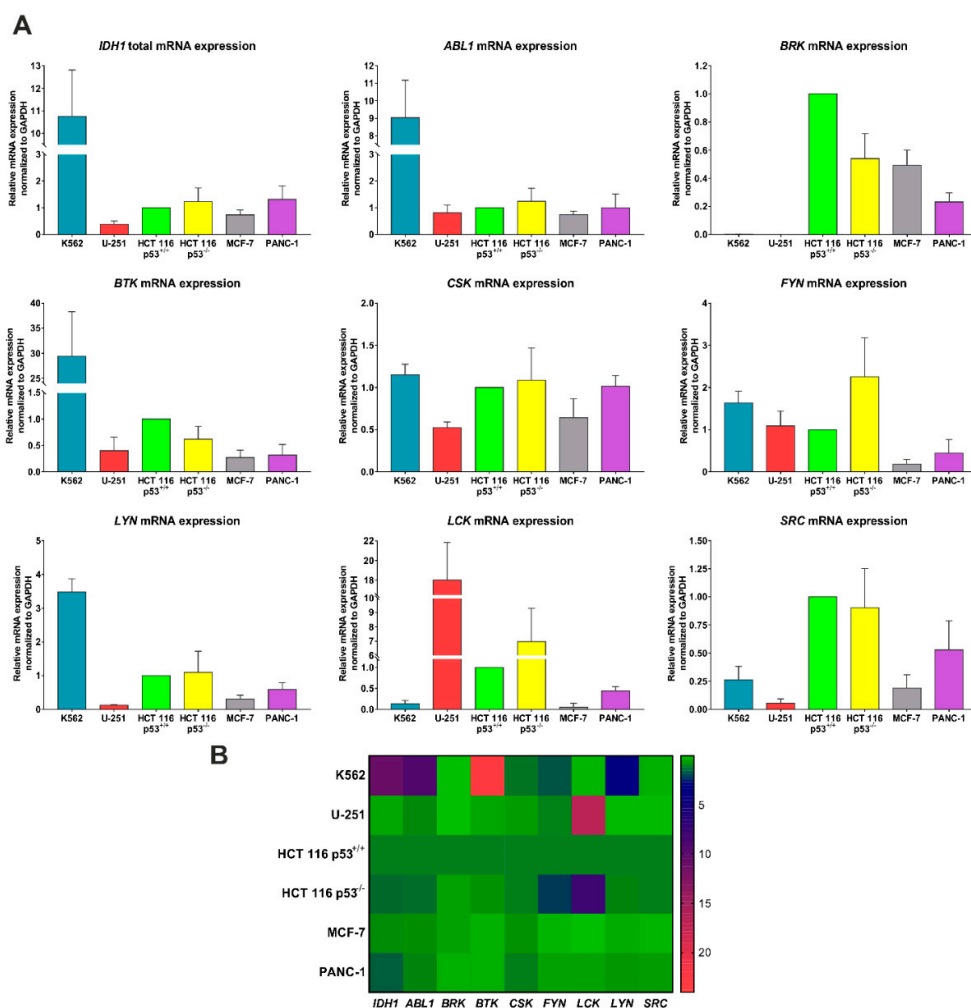 A
IDH1 total mRNA expression
Relative mRNA expression
normalized to GAPDH
13
12
11
10
3
2
1
0
K562 U-251 HCT 116 p53+/+ HCT 116 p53-/- MCF-7 PANC-1
ABL1 mRNA expression
Relative mRNA expression
normalized to GAPDH
12
11
10
9
8
7
3
2
1
0
K562 U-251 HCT 116 p53+/+ HCT 116 p53-/- MCF-7 PANC-1
BRK mRNA expression
Relative mRNA expression
normalized to GAPDH
1.2
1.0
0.8
0.6
0.4
0.2
0.0
K562 U-251 HCT 116 p53+/+ HCT 116 p53-/- MCF-7 PANC-1
BTK mRNA expression
Relative mRNA expression
normalized to GAPDH
40
35
30
25
1.5
1.0
0.5
0.0
K562 U-251 HCT 116 p53+/+ HCT 116 p53-/- MCF-7 PANC-1
CSK mRNA expression
Relative mRNA expression
normalized to GAPDH
2.0
1.5
1.0
0.5
0.0
K562 U-251 HCT 116 p53+/+ HCT 116 p53-/- MCF-7 PANC-1
FYN mRNA expression
Relative mRNA expression
normalized to GAPDH
4
3
2
1
0
K562 U-251 HCT 116 p53+/+ HCT 116 p53-/- MCF-7 PANC-1
LYN mRNA expression
Relative mRNA expression
normalized to GAPDH
5
4
3
2
1
0
K562 U-251 HCT 116 p53+/+ HCT 116 p53-/- MCF-7 PANC-1
LCK mRNA expression
Relative mRNA expression
normalized to GAPDH
22
18
10
9
8
7
6
1.0
0.5
0.0
K562 U-251 HCT 116 p53+/+ HCT 116 p53-/- MCF-7 PANC-1
SRC mRNA expression
Relative mRNA expression
normalized to GAPDH
1.50
1.25
1.00
0.75
0.50
0.25
0.00
K562 U-251 HCT 116 p53+/+ HCT 116 p53-/- MCF-7 PANC-1
B
K562
U-251
HCT 116 p53+/+
HCT 116 p53-/-
MCF-7
PANC-1
IDH1 ABL1 BRK BTK CSK FYN LCK LYN SRC
5
10
15
20